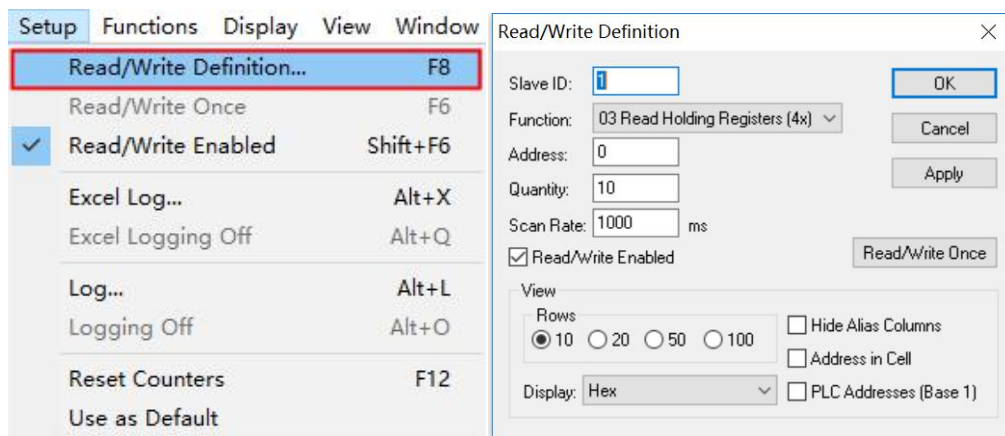 Setup Functions Display View Window
Read/Write Definition... F8
Read/Write Once F6
Read/Write Enabled Shift+F6
Excel Log... Alt+X
Excel Logging Off Alt+Q
Log... Alt+L
Logging Off Alt+O
Reset Counters F12
Use as Default
Read/Write Definition
Slave ID: 1
OK
Function: 03 Read Holding Registers (4x)
Cancel
Address: 0
Apply
Quantity: 10
Scan Rate: 1000 ms
Read/Write Enabled
Read/Write Once
View
Rows
10 20 50 100
Hide Alias Columns
Address in Cell
Display: Hex
PLC Addresses (Base 1)